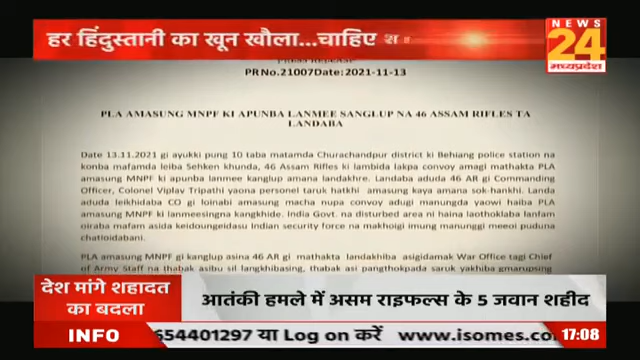 हर हिंदुस्तानी का खून खौला...चाहिए
NEWS
24
मध्यप्रदेश
PRESS RELEASE
PR No.21007Date: 2021-11-13
PLA AMASUNG MNPF KI APUNBA LANMEE SANGLUP NA 46 ASSAM RIFLES TA
LANDABA
Date 13.11.2021 gi ayukki pung 10 taba matamda Churachandpur district ki Behiang police station na
konba mafamda leiba Sehken khunda, 46 Assam Rifles ki lambida lakpa convoy amagi mathakta PLA
amasung MNPF ki apunba lanmee kanglup amana landakhre. Landaba aduda 46 AR gi Commanding
Officer, Colonel Viplav Tripathi yaona personel taruk hatkhi amasung kaya amana sok-hankhi. Landa
aduda leikhidaba CO gi loinabi amasung macha nupa convoy adugi manungda yaowi haiba PLA
amasung MNPF ki lanmeesingna kangkhide. India Govt. na disturbed area ni haina laothoklaba lanfam
oiraba mafam asida keidoungeidasu Indian security force na makhoigi imung manunggi meeoi puduna
chatloidabani.
PLA amasung MNPF gi kanglup asina 46 AR gi mathakta landakhiba asigidamak War Office tagi Chief
of Army Staff na thabak asibu sil langkhibasing, thabak asi pangthokpada saruk yakhiba gmarupsing
देश मांगे शहादत
का बदला
आतंकी हमले में असम राइफल्स के 5 जवान शहीद
INFO
654401297 या Log on करें www.isomes.com
17:08